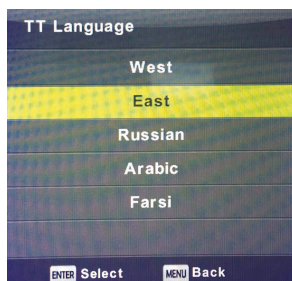 TT Language
West
East
Russian
Arabic
Farsi
ENTER Select MENU Back